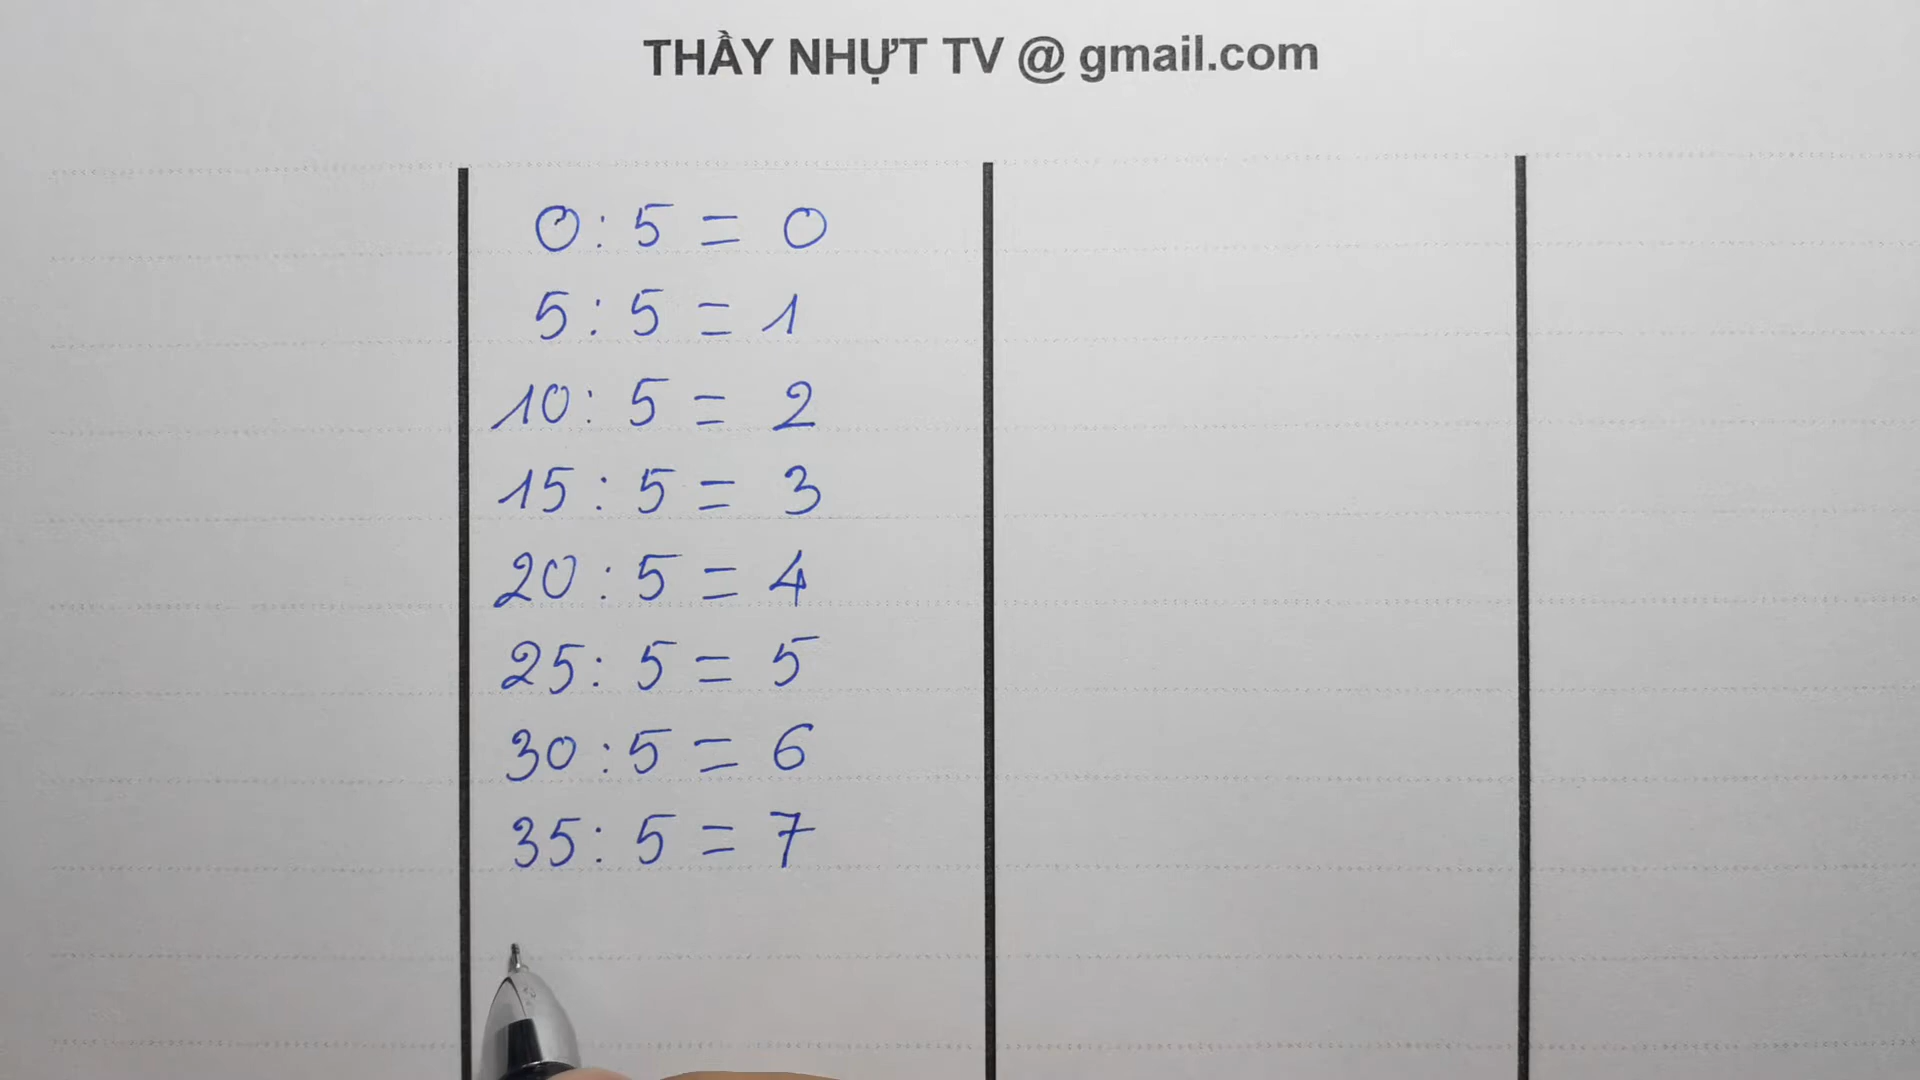 THẦY NHỰT TV @ gmail.com
0 : 5 = 0
5 : 5 = 1
10 : 5 = 2
15 : 5 = 3
20 : 5 = 4
25 : 5 = 5
30 : 5 = 6
35 : 5 = 7